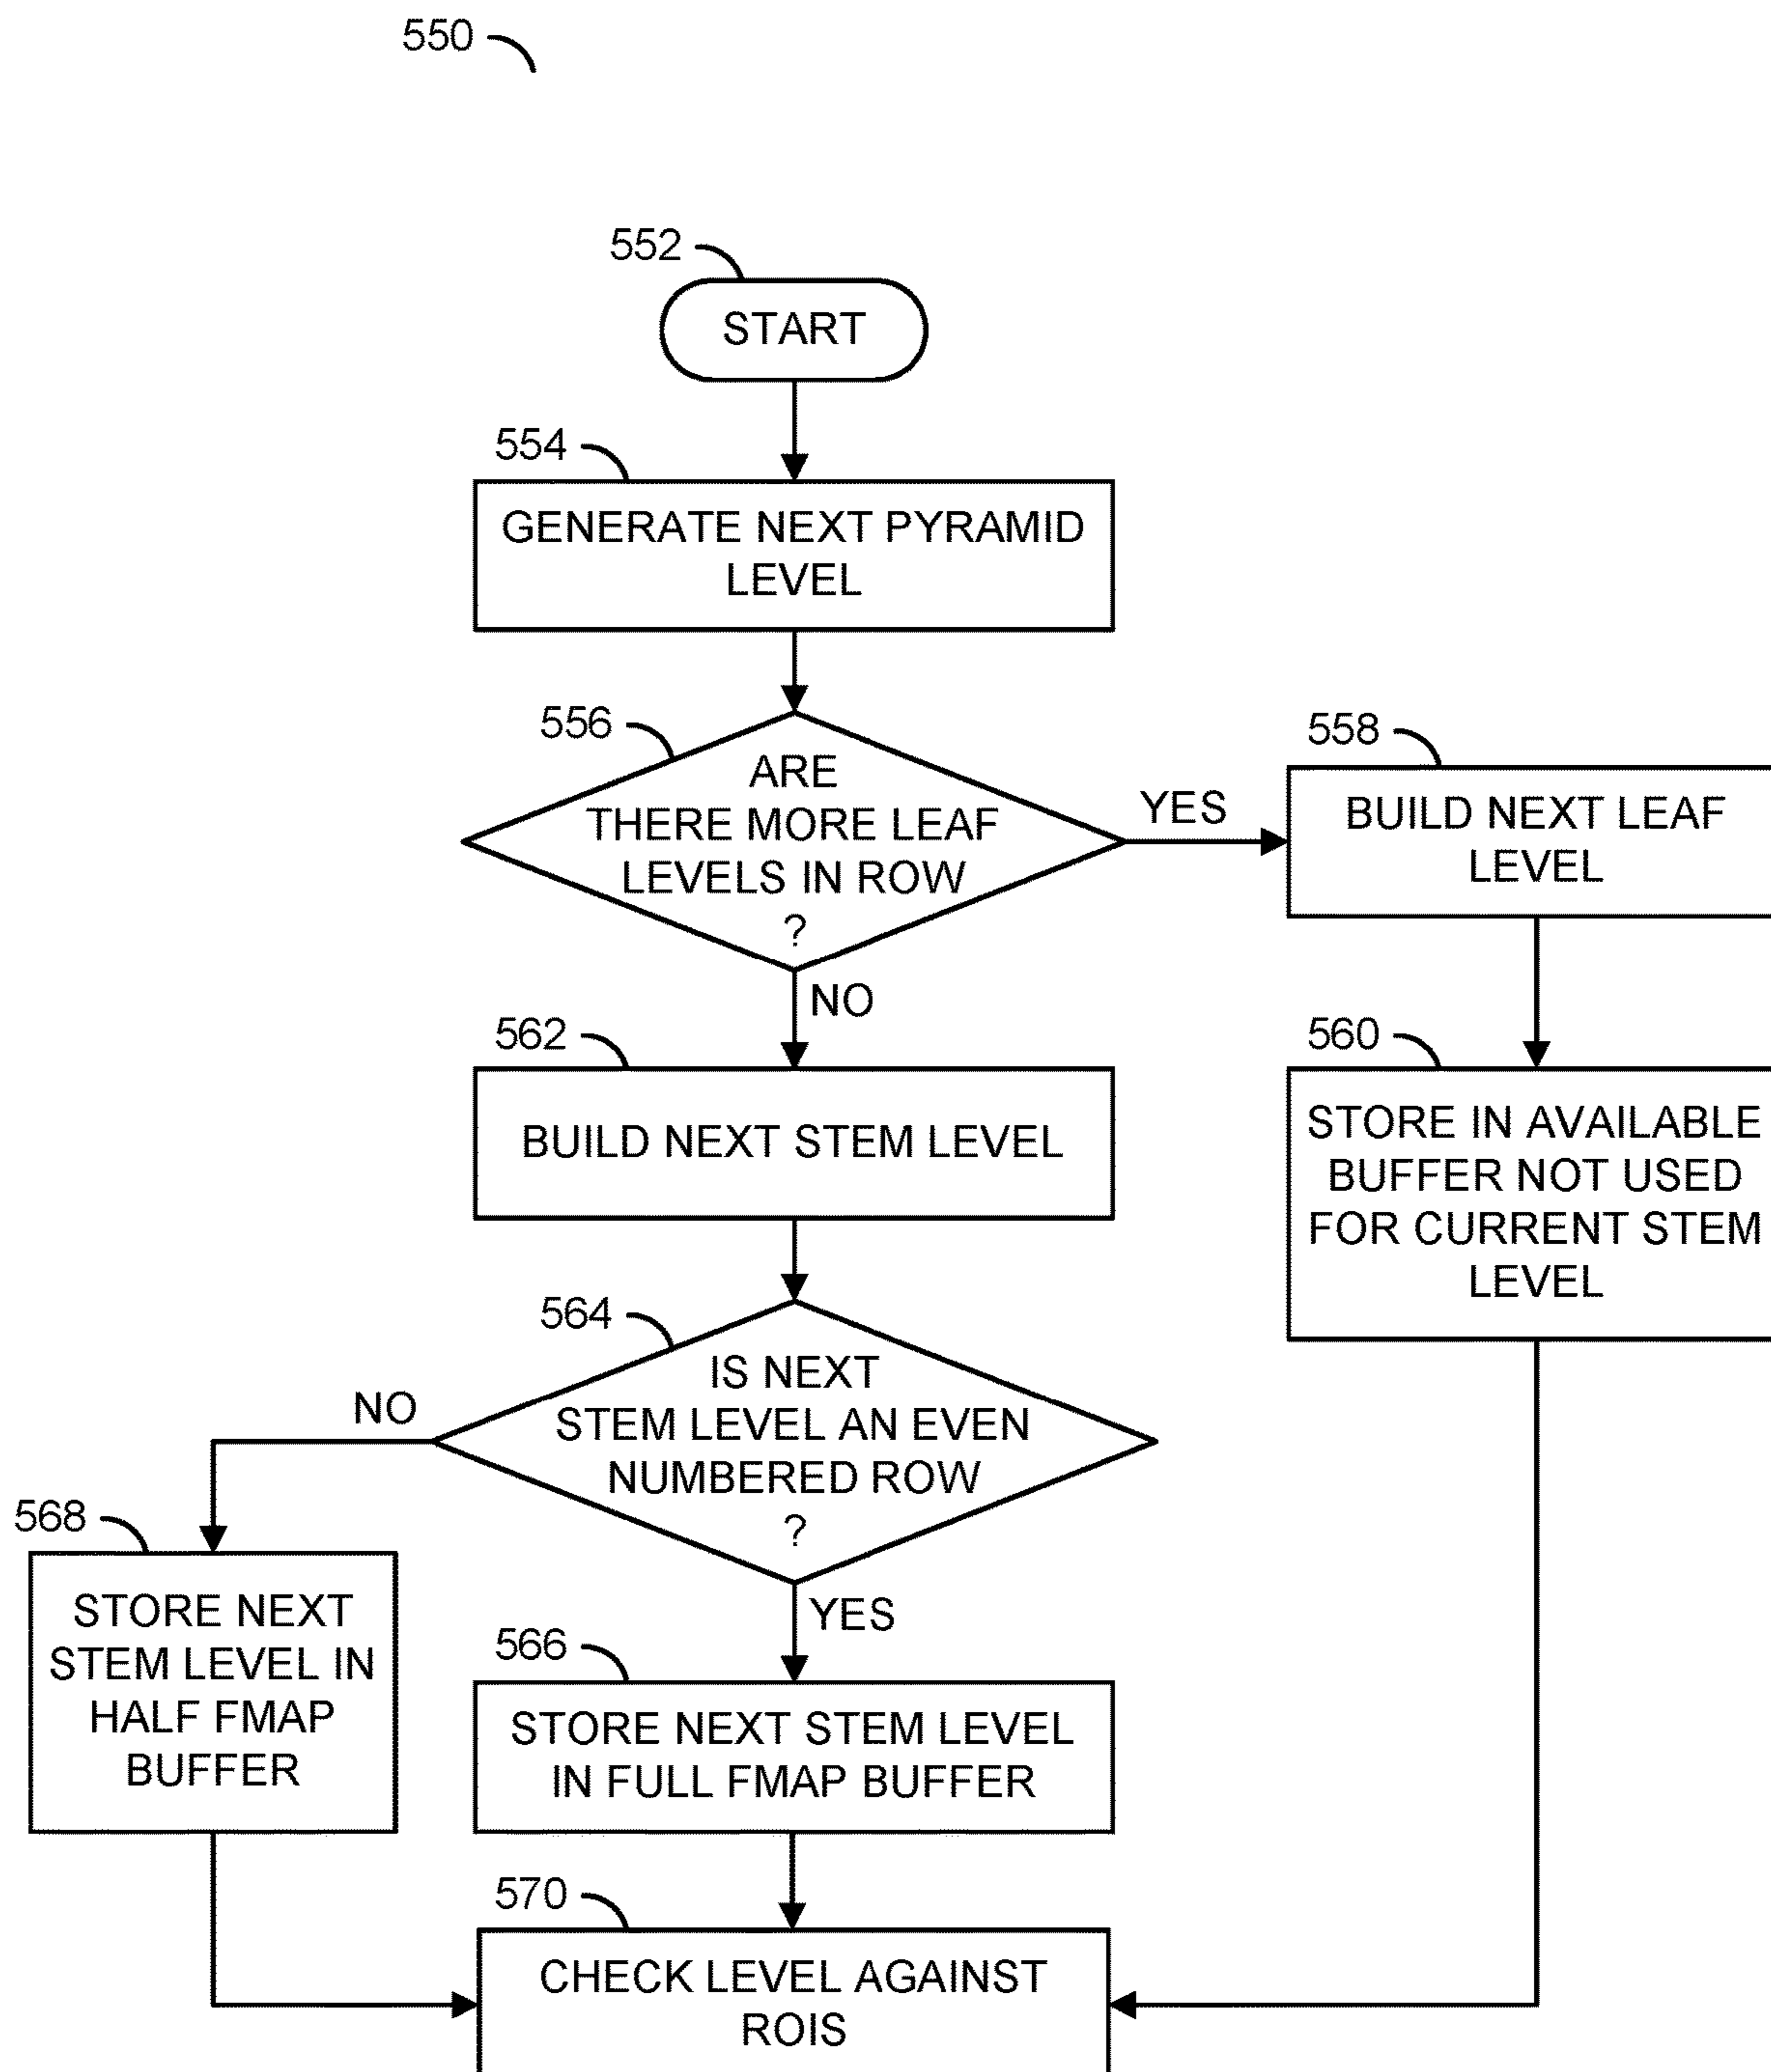 550
552
START
554
GENERATE NEXT PYRAMID
LEVEL
556
ARE
THERE MORE LEAF
LEVELS IN ROW
?
YES
558
BUILD NEXT LEAF
LEVEL
NO
560
STORE IN AVAILABLE
BUFFER NOT USED
FOR CURRENT STEM
LEVEL
562
BUILD NEXT STEM LEVEL
564
IS NEXT
STEM LEVEL AN EVEN
NUMBERED ROW
?
NO
568
STORE NEXT
STEM LEVEL IN
HALF FMAP
BUFFER
YES
566
STORE NEXT STEM LEVEL
IN FULL FMAP BUFFER
570
CHECK LEVEL AGAINST
ROIS